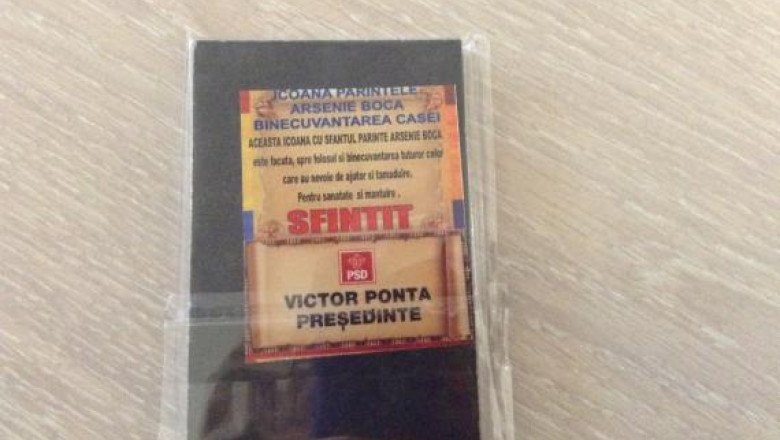 ICOANA PARINTELE
ARSENIE BOCA
BINECUVANTAREA CASEI
ACEASTA ICOANA CU SFANTUL PARINTE ARSENIE BOCA
este facuta, spre folosul si binecuvantarea tuturor celor
care au nevoie de ajutor si tamaduire.
Pentru sanatate si mantuire .
SFINTIT
PSD
VICTOR PONTA
PREŞEDINTE